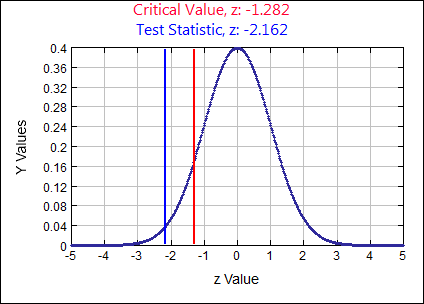 Critical Value, z: -1.282
Test Statistic, z: -2.162
0.4
0.36
0.32
0.28
0.24
0.2
0.16
0.12
0.08
0.04
0
Y Values
-5 -4 -3 -2 -1 0 1 2 3 4 5
z Value